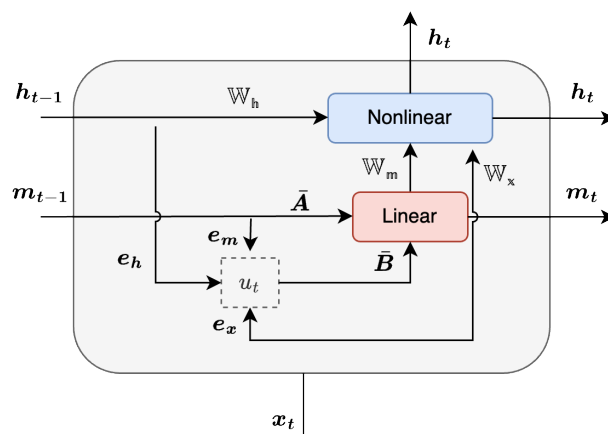 h_t
h_{t-1}
𝕎_𝕙
Nonlinear
h_t
𝕎_𝕞
𝕎_𝕩
m_{t-1}
Ā
Linear
m_t
e_m
e_h
B̄
u_t
e_x
x_t